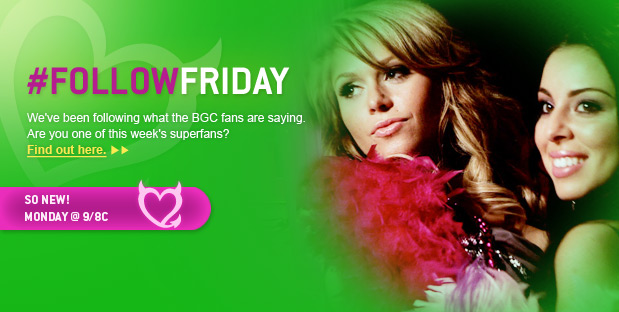 #FOLLOWFRIDAY
We've been following what the BGC fans are saying.
Are you one of this week's superfans?
Find out here.
SO NEW!
MONDAY @ 9/8C